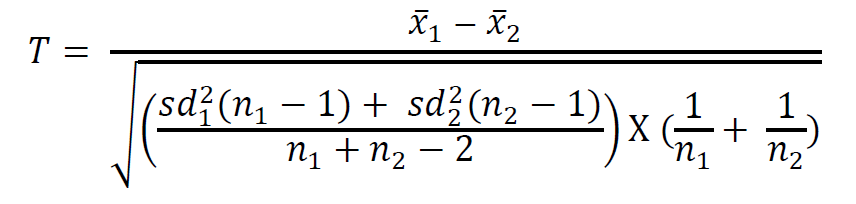 T = (x̄₁ − x̄₂) / √( ( (sd₁²(n₁ − 1) + sd₂²(n₂ − 1)) / (n₁ + n₂ − 2) ) X (1/n₁ + 1/n₂) )